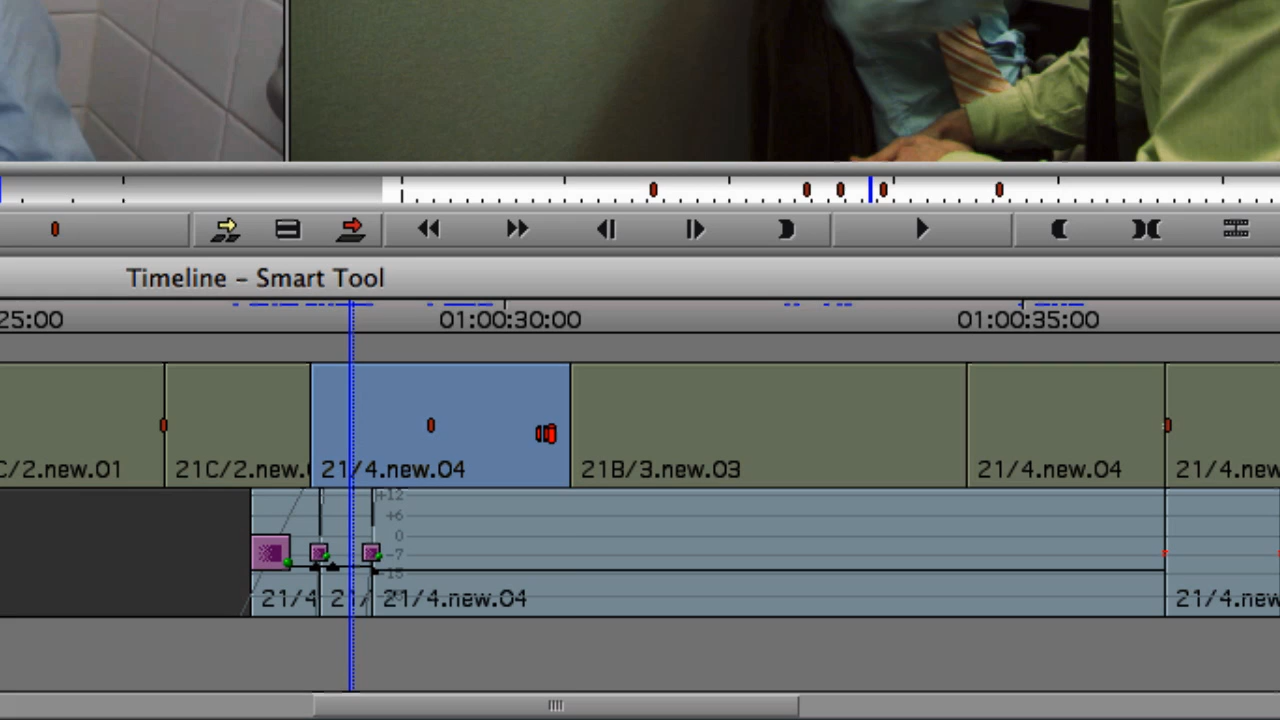 Timeline – Smart Tool
25:00 01:00:30:00 01:00:35:00
C/2.new.01 21C/2.new. 21/4.new.04 21B/3.new.03 21/4.new.04 21/4.new
+12
+6
0
-7
-15
21/4 21/ 21/4.new.04 21/4.new